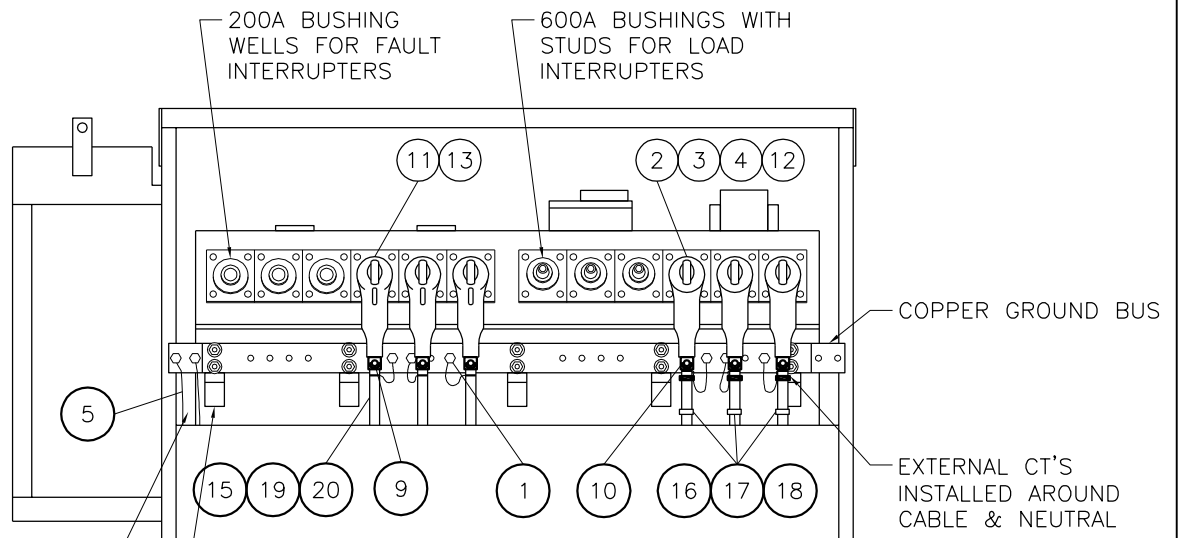 200A BUSHING
WELLS FOR FAULT
INTERRUPTERS
600A BUSHINGS WITH
STUDS FOR LOAD
INTERRUPTERS
11 13
2 3 4 12
COPPER GROUND BUS
5
15 19 20 9 1 10 16 17 18
EXTERNAL CT'S
INSTALLED AROUND
CABLE & NEUTRAL